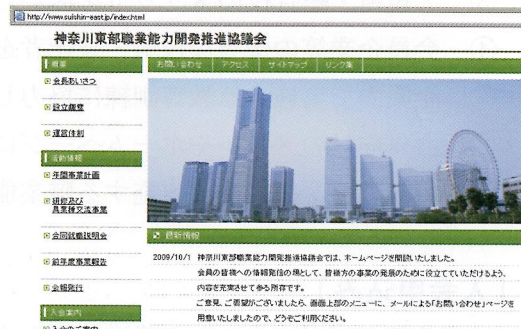 http://www.suishin-east.jp/index.html
神奈川東部職業能力開発推進協議会
概要
会長あいさつ
設立趣意
運営体制
活動情報
年間事業計画
研修及び
異業種交流事業
合同就職説明会
前年度事業報告
会報発行
入会案内
入会のご案内
お問い合わせ アクセス サイトマップ リンク集
最新情報
2009/10/1 神奈川東部職業能力開発推進協議会では、ホームページを開設いたしました。
会員の皆様への情報発信の場として、皆様方の事業の発展のために役立てていただけるよう、
内容を充実させて参る所存です。
ご意見、ご要望がございましたら、画面上部のメニューに、メールによる「お問い合わせ」ページを
用意いたしましたので、どうぞご利用ください。